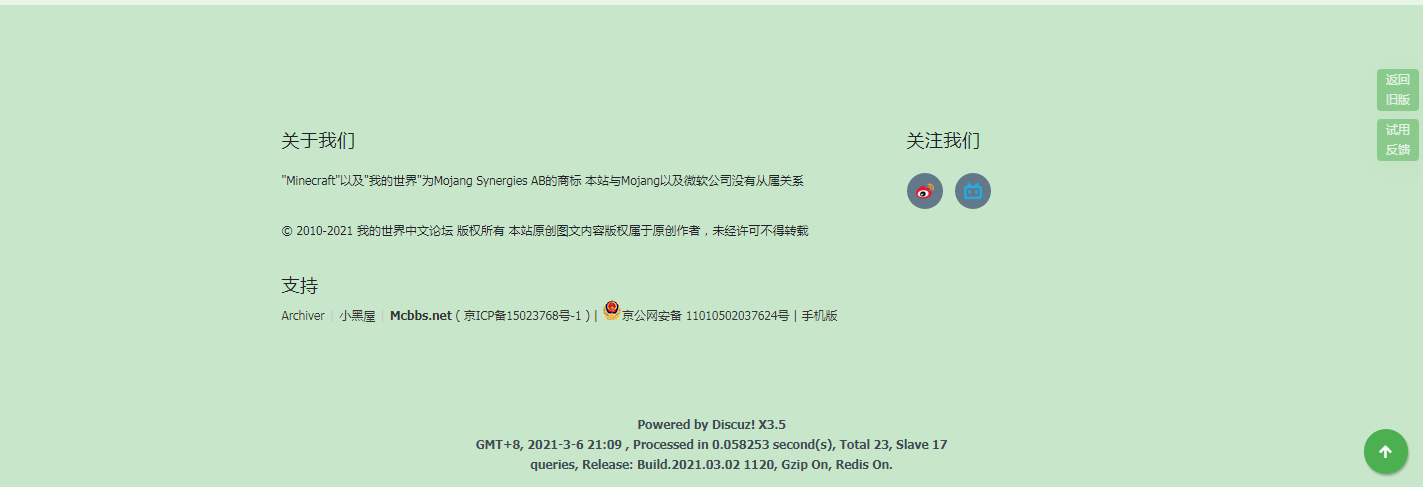 返回
旧版
试用
反馈
关于我们
关注我们
"Minecraft"以及"我的世界"为Mojang Synergies AB的商标 本站与Mojang以及微软公司没有从属关系
© 2010-2021 我的世界中文论坛 版权所有 本站原创图文内容版权属于原创作者，未经许可不得转载
支持
Archiver | 小黑屋 | Mcbbs.net ( 京ICP备15023768号-1 ) | 京公网安备 11010502037624号 | 手机版
Powered by Discuz! X3.5
GMT+8, 2021-3-6 21:09 , Processed in 0.058253 second(s), Total 23, Slave 17
queries, Release: Build.2021.03.02 1120, Gzip On, Redis On.